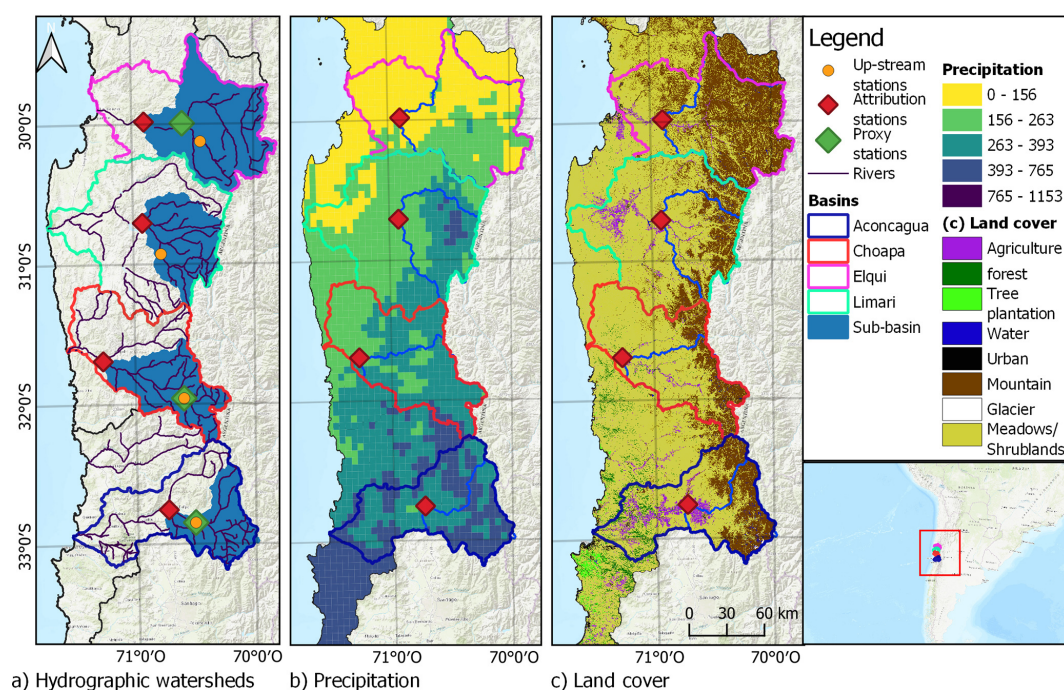 N
30°0'S
31°0'S
22°0'S
33°0'S
71°0'O
70°0'O
71°0'O
70°0'O
71°0'O
70°0'O
0 30 60 km
a) Hydrographic watersheds
b) Precipitation
c) Land cover
Legend
Up-stream
stations
Attribution
stations
Proxy
stations
Rivers
Basins
Aconcagua
Choapa
Elqui
Limari
Sub-basin
Precipitation
0 - 156
156 - 263
263 - 393
393 - 765
765 - 1153
(c) Land cover
Agriculture
forest
Tree
plantation
Water
Urban
Mountain
Glacier
Meadows/
Shrublands